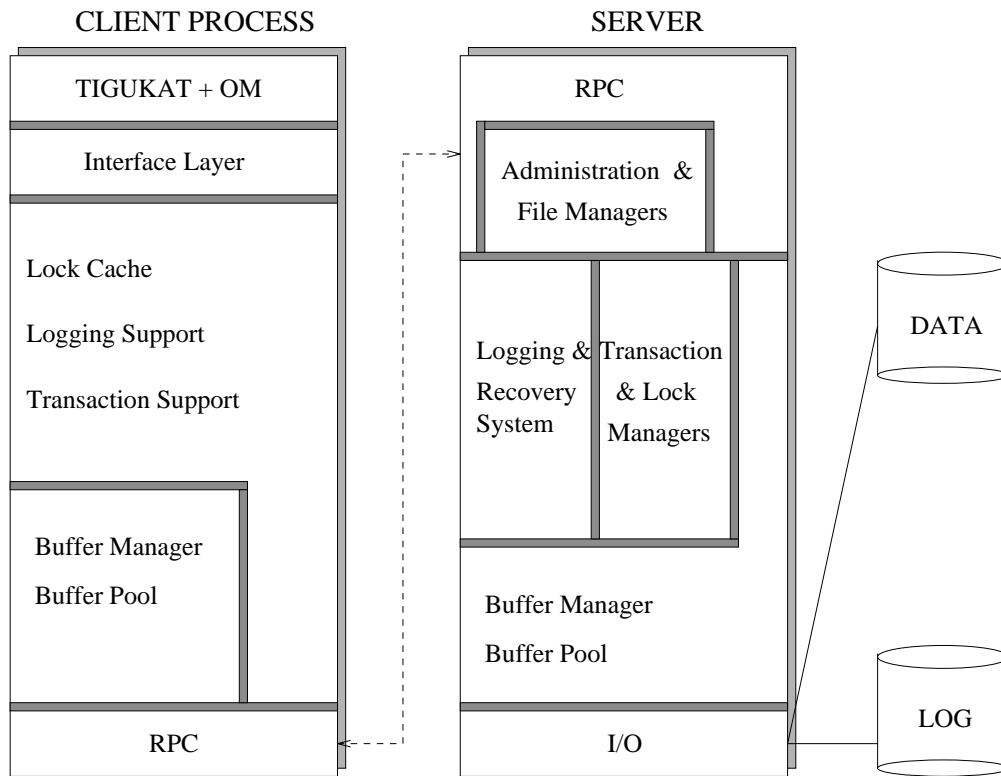 CLIENT PROCESS
TIGUKAT + OM
Interface Layer
Lock Cache
Logging Support
Transaction Support
Buffer Manager
Buffer Pool
RPC
SERVER
RPC
Administration &
File Managers
Logging &
Recovery
System
Transaction
& Lock
Managers
Buffer Manager
Buffer Pool
I/O
DATA
LOG